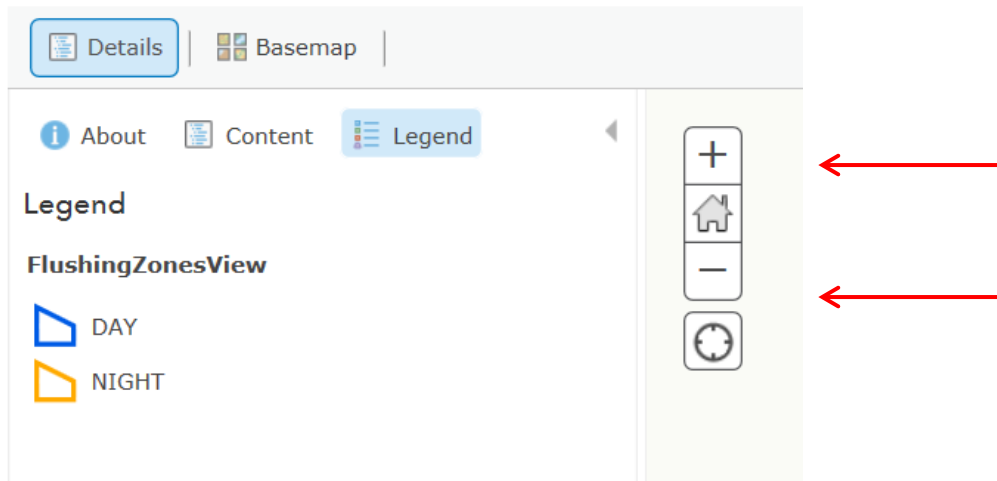 Details Basemap
About Content Legend
Legend
FlushingZonesView
DAY
NIGHT